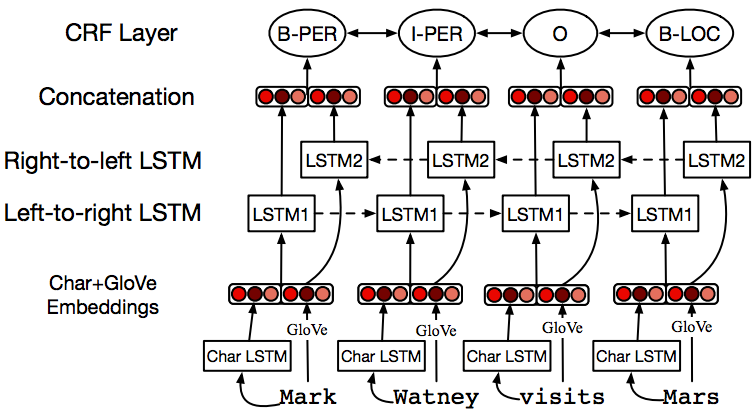 CRF Layer B-PER I-PER O B-LOC
Concatenation
Right-to-left LSTM LSTM2 LSTM2 LSTM2 LSTM2
Left-to-right LSTM LSTM1 LSTM1 LSTM1 LSTM1
Char+GloVe
Embeddings
GloVe GloVe GloVe GloVe
Char LSTM Char LSTM Char LSTM Char LSTM
Mark Watney visits Mars